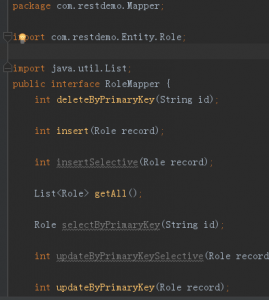 package com.restdemo.Mapper;
import com.restdemo.Entity.Role;
import java.util.List;
public interface RoleMapper {
int deleteByPrimaryKey(String id);
int insert(Role record);
int insertSelective(Role record);
List<Role> getAll();
Role selectByPrimaryKey(String id);
int updateByPrimaryKeySelective(Role record
int updateByPrimaryKey(Role record);